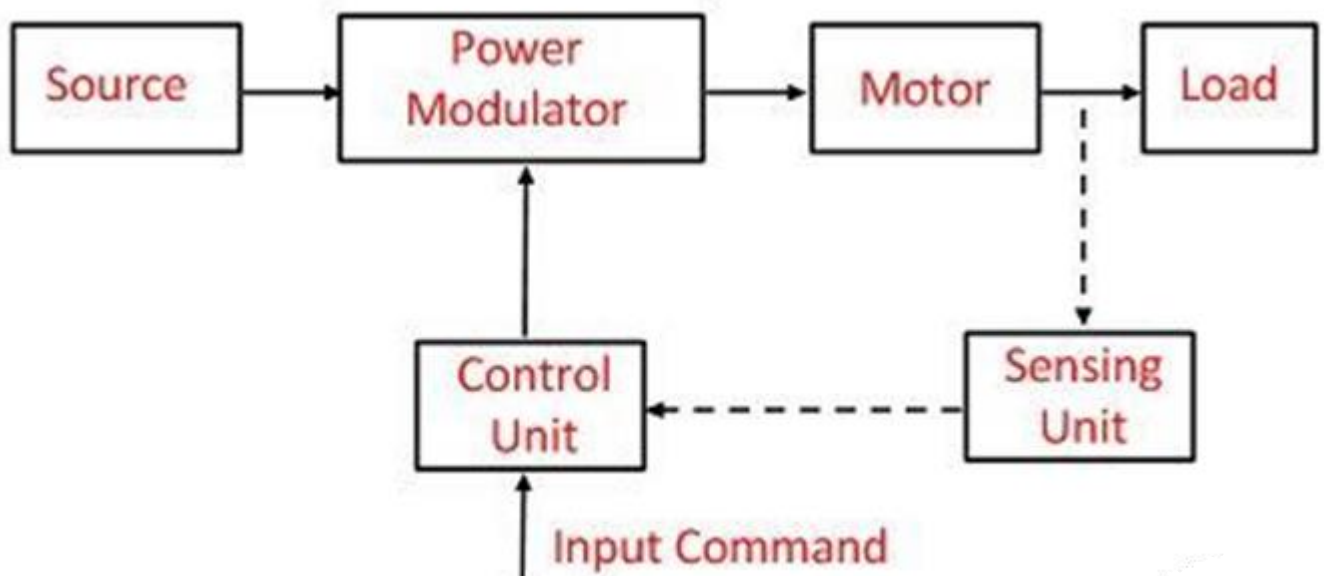 Source
Power
Modulator
Motor
Load
Control
Unit
Sensing
Unit
Input Command